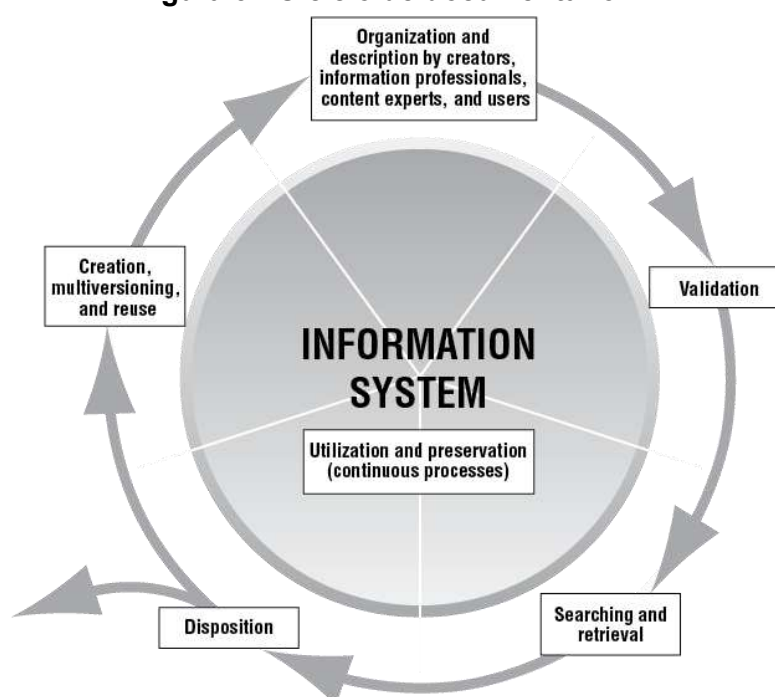 Organization and
description by creators,
information professionals,
content experts, and users
Creation,
multiversioning,
and reuse
Validation
INFORMATION
SYSTEM
Utilization and preservation
(continuous processes)
Searching and
retrieval
Disposition